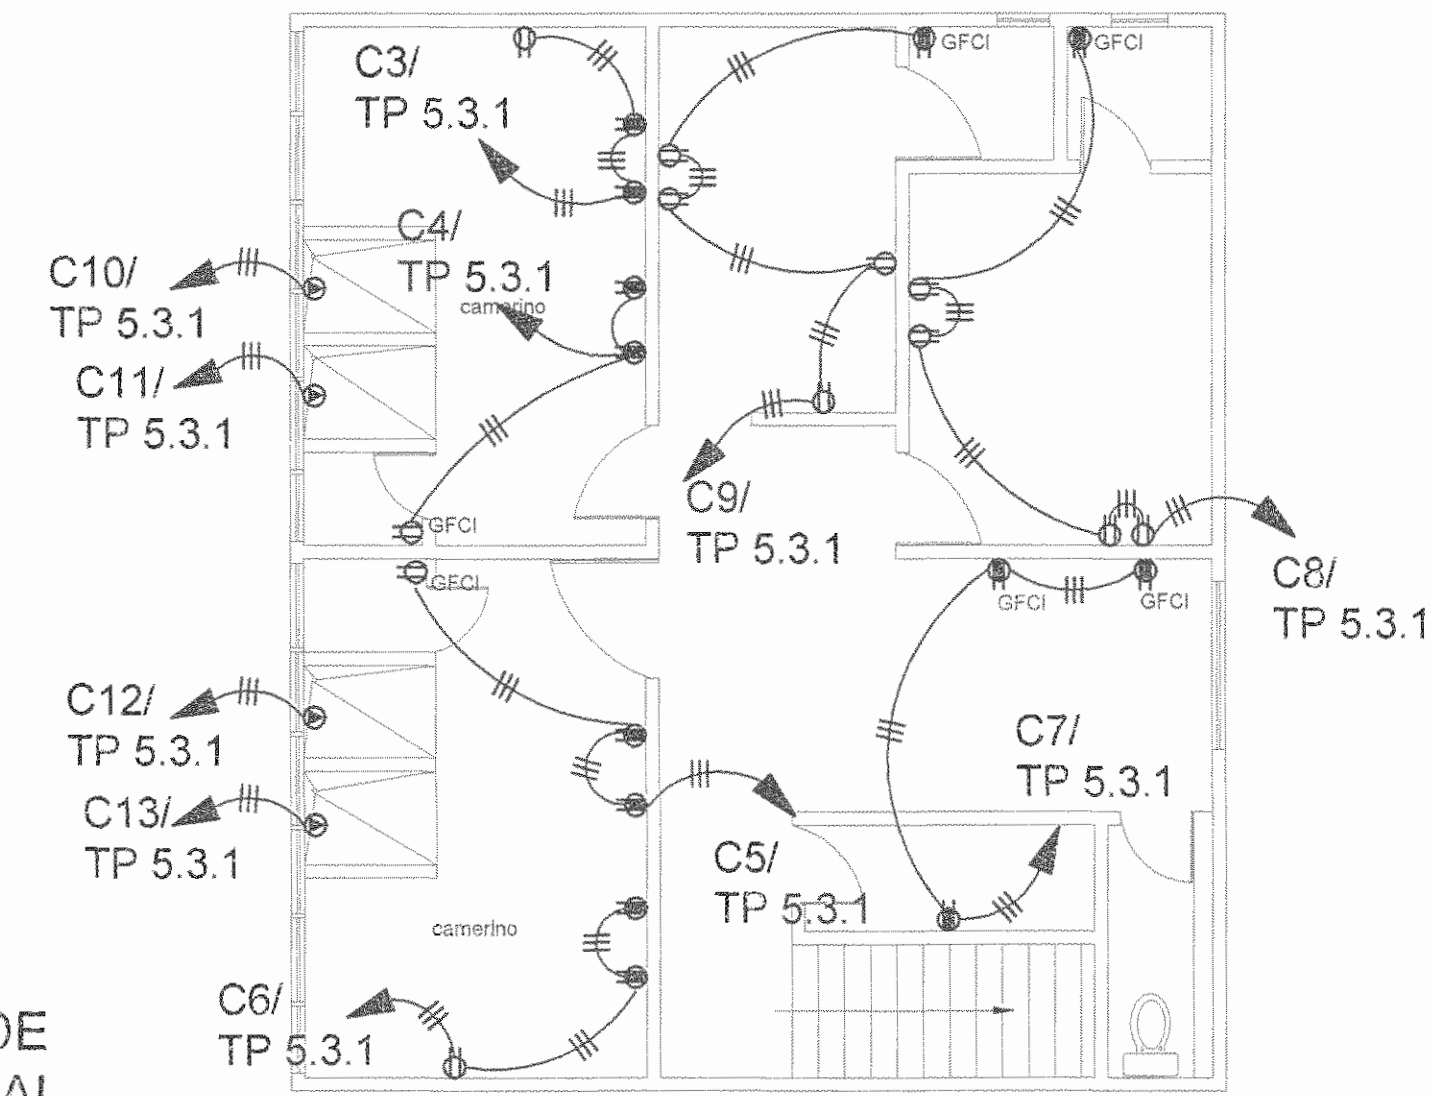 C3/
TP 5.3.1
GFCI
GFCI
C4/
TP 5.3.1
camerino
C10/
TP 5.3.1
C11/
TP 5.3.1
GFCI
C9/
TP 5.3.1
C8/
TP 5.3.1
GFCI
GFCI
GFCI
C12/
TP 5.3.1
C7/
TP 5.3.1
C13/
TP 5.3.1
C5/
TP 5.3.1
camerino
C6/
TP 5.3.1
DE